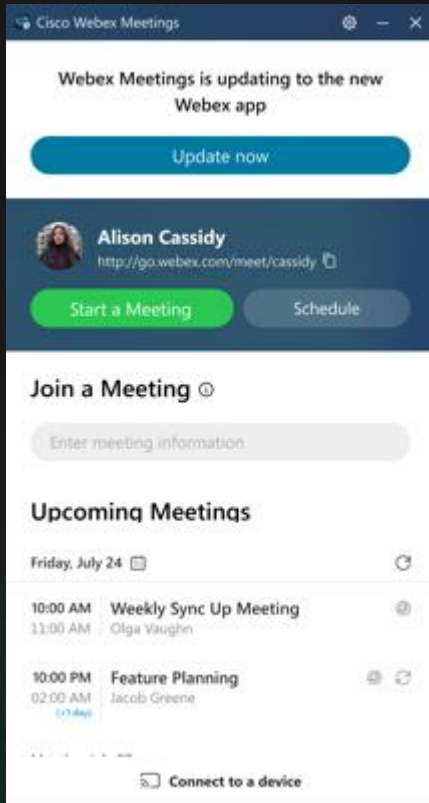 Cisco Webex Meetings
Webex Meetings is updating to the new
Webex app
Update now
Alison Cassidy
http://go.webex.com/meet/cassidy
Start a Meeting
Schedule
Join a Meeting
Enter meeting information
Upcoming Meetings
Friday, July 24
10:00 AM Weekly Sync Up Meeting
11:00 AM Olga Vaughn
10:00 PM Feature Planning
02:00 AM Jacob Greene
(+1 day)
Connect to a device